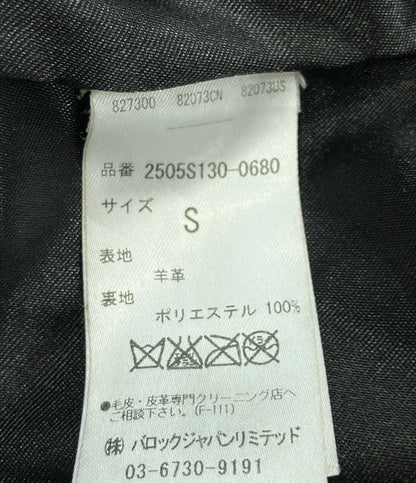 827300 82073CN 82073US
品番 2505S130-0680
サイズ
S
表地
羊革
裏地
ポリエステル 100%
●毛皮・皮革専門クリーニング店へ
ご相談下さい。(F-111)
㈱ バロックジャパンリミテッド
03-6730-9191